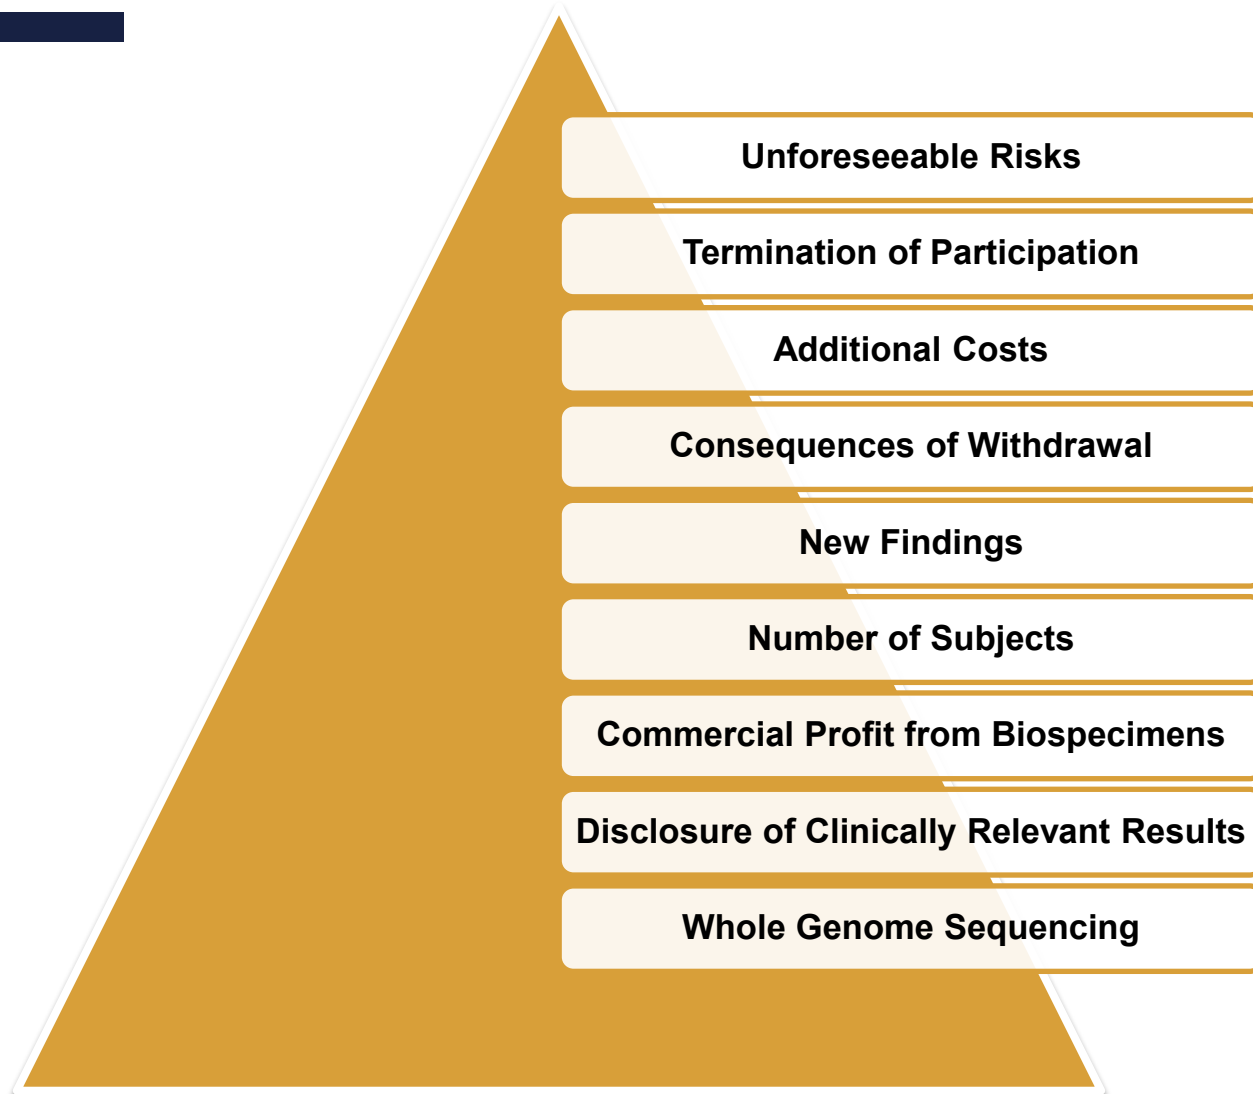 Unforeseeable Risks
Termination of Participation
Additional Costs
Consequences of Withdrawal
New Findings
Number of Subjects
Commercial Profit from Biospecimens
Disclosure of Clinically Relevant Results
Whole Genome Sequencing